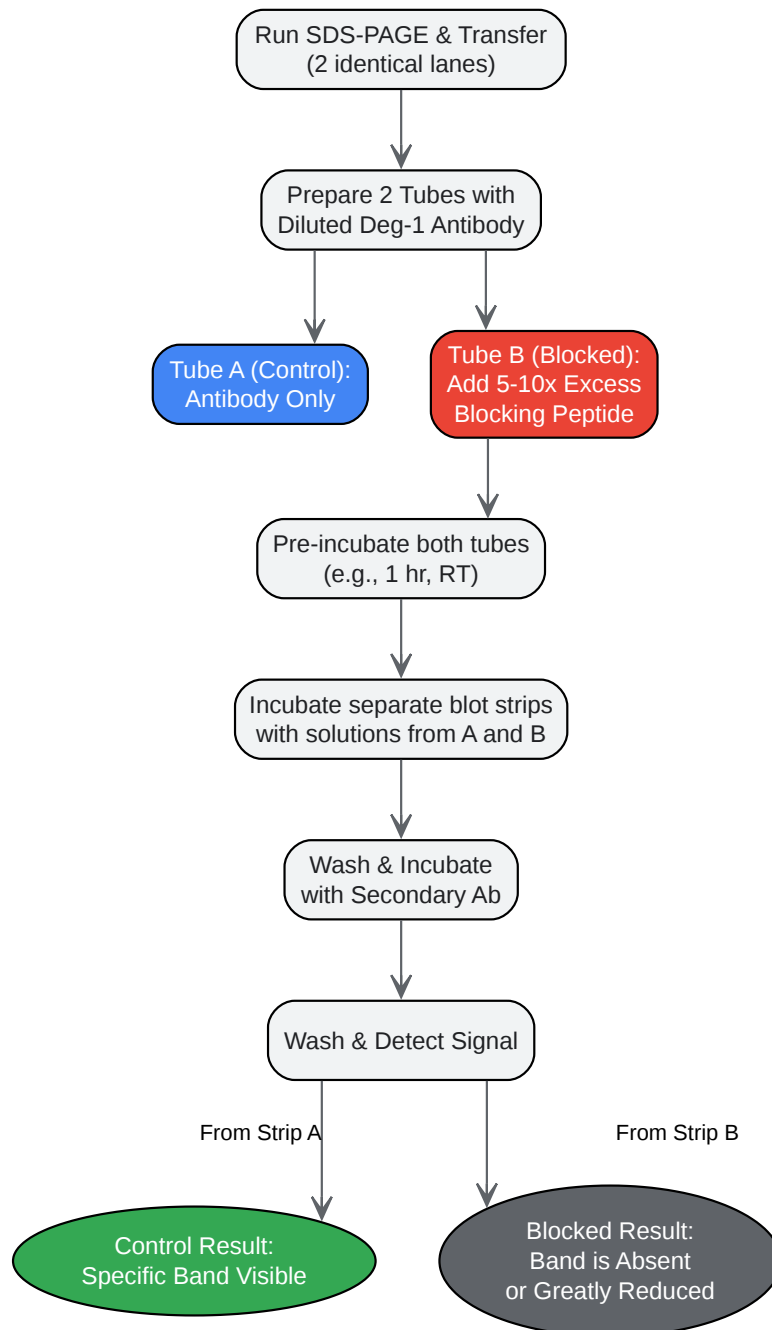 Run SDS-PAGE & Transfer
(2 identical lanes)
Prepare 2 Tubes with
Diluted Deg-1 Antibody
Tube A (Control):
Antibody Only
Tube B (Blocked):
Add 5-10x Excess
Blocking Peptide
Pre-incubate both tubes
(e.g., 1 hr, RT)
Incubate separate blot strips
with solutions from A and B
Wash & Incubate
with Secondary Ab
Wash & Detect Signal
From Strip A
From Strip B
Control Result:
Specific Band Visible
Blocked Result:
Band is Absent
or Greatly Reduced